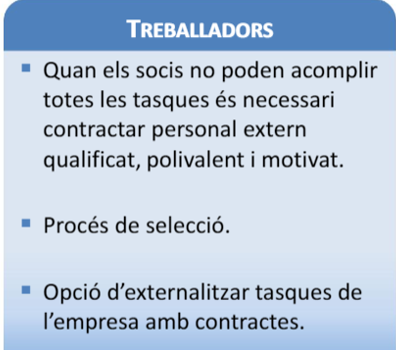 TREBALLADORS
▪ Quan els socis no poden acomplir
totes les tasques és necessari
contractar personal extern
qualificat, polivalent i motivat.
▪ Procés de selecció.
▪ Opció d’externalitzar tasques de
l’empresa amb contractes.